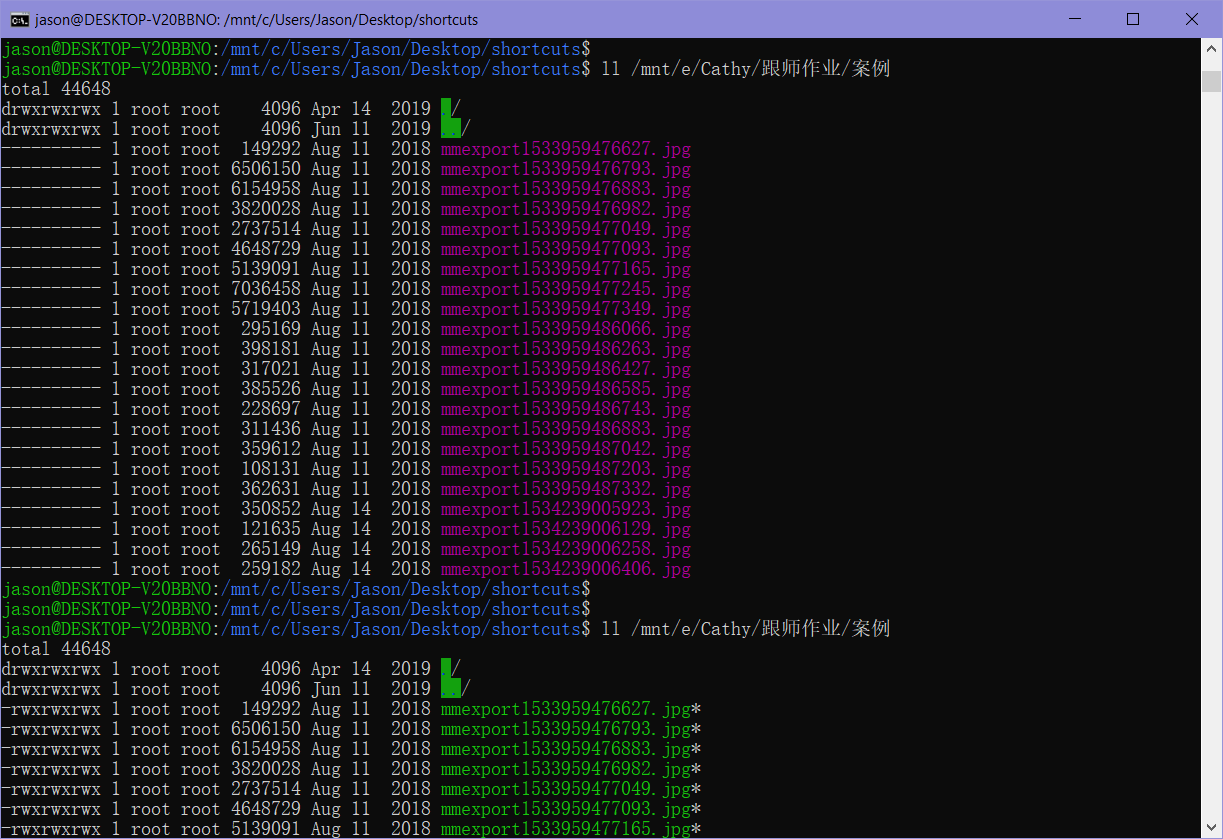 jason@DESKTOP-V20BBNO: /mnt/c/Users/Jason/Desktop/shortcuts
jason@DESKTOP-V20BBNO:/mnt/c/Users/Jason/Desktop/shortcuts$
jason@DESKTOP-V20BBNO:/mnt/c/Users/Jason/Desktop/shortcuts$ ll /mnt/e/Cathy/跟师作业/案例
total 44648
drwxrwxrwx 1 root root    4096 Apr 14  2019 ./
drwxrwxrwx 1 root root    4096 Jun 11  2019 ../
---------- 1 root root  149292 Aug 11  2018 mmexport1533959476627.jpg
---------- 1 root root 6506150 Aug 11  2018 mmexport1533959476793.jpg
---------- 1 root root 6154958 Aug 11  2018 mmexport1533959476883.jpg
---------- 1 root root 3820028 Aug 11  2018 mmexport1533959476982.jpg
---------- 1 root root 2737514 Aug 11  2018 mmexport1533959477049.jpg
---------- 1 root root 4648729 Aug 11  2018 mmexport1533959477093.jpg
---------- 1 root root 5139091 Aug 11  2018 mmexport1533959477165.jpg
---------- 1 root root 7036458 Aug 11  2018 mmexport1533959477245.jpg
---------- 1 root root 5719403 Aug 11  2018 mmexport1533959477349.jpg
---------- 1 root root  295169 Aug 11  2018 mmexport1533959486066.jpg
---------- 1 root root  398181 Aug 11  2018 mmexport1533959486263.jpg
---------- 1 root root  317021 Aug 11  2018 mmexport1533959486427.jpg
---------- 1 root root  385526 Aug 11  2018 mmexport1533959486585.jpg
---------- 1 root root  228697 Aug 11  2018 mmexport1533959486743.jpg
---------- 1 root root  311436 Aug 11  2018 mmexport1533959486883.jpg
---------- 1 root root  359612 Aug 11  2018 mmexport1533959487042.jpg
---------- 1 root root  108131 Aug 11  2018 mmexport1533959487203.jpg
---------- 1 root root  362631 Aug 11  2018 mmexport1533959487332.jpg
---------- 1 root root  350852 Aug 14  2018 mmexport1534239005923.jpg
---------- 1 root root  121635 Aug 14  2018 mmexport1534239006129.jpg
---------- 1 root root  265149 Aug 14  2018 mmexport1534239006258.jpg
---------- 1 root root  259182 Aug 14  2018 mmexport1534239006406.jpg
jason@DESKTOP-V20BBNO:/mnt/c/Users/Jason/Desktop/shortcuts$
jason@DESKTOP-V20BBNO:/mnt/c/Users/Jason/Desktop/shortcuts$
jason@DESKTOP-V20BBNO:/mnt/c/Users/Jason/Desktop/shortcuts$ ll /mnt/e/Cathy/跟师作业/案例
total 44648
drwxrwxrwx 1 root root    4096 Apr 14  2019 ./
drwxrwxrwx 1 root root    4096 Jun 11  2019 ../
-rwxrwxrwx 1 root root  149292 Aug 11  2018 mmexport1533959476627.jpg*
-rwxrwxrwx 1 root root 6506150 Aug 11  2018 mmexport1533959476793.jpg*
-rwxrwxrwx 1 root root 6154958 Aug 11  2018 mmexport1533959476883.jpg*
-rwxrwxrwx 1 root root 3820028 Aug 11  2018 mmexport1533959476982.jpg*
-rwxrwxrwx 1 root root 2737514 Aug 11  2018 mmexport1533959477049.jpg*
-rwxrwxrwx 1 root root 4648729 Aug 11  2018 mmexport1533959477093.jpg*
-rwxrwxrwx 1 root root 5139091 Aug 11  2018 mmexport1533959477165.jpg*